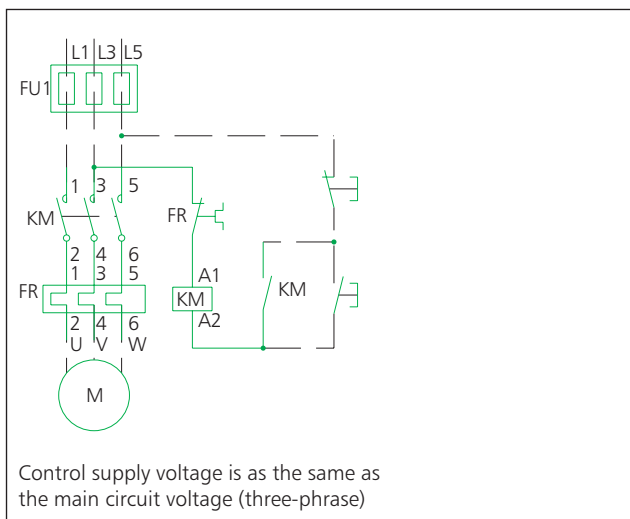 L1 L3 L5
FU1
1 3 5
KM
FR
2 4 6
1 3 5
FR
A1
KM
KM
A2
2 4 6
U V W
M
Control supply voltage is as the same as
the main circuit voltage (three-phrase)